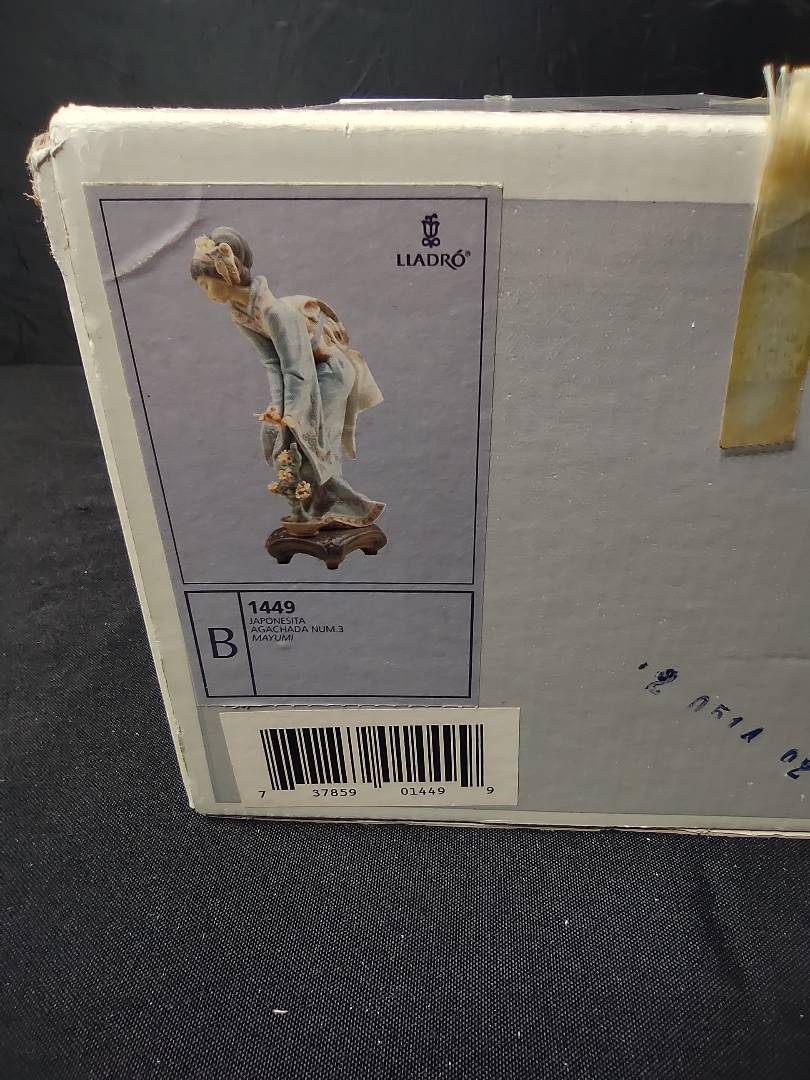 LLADRÓ®
B
1449
JAPONESITA
AGACHADA NUM.3
MAYUMI
7 37859 01449 9